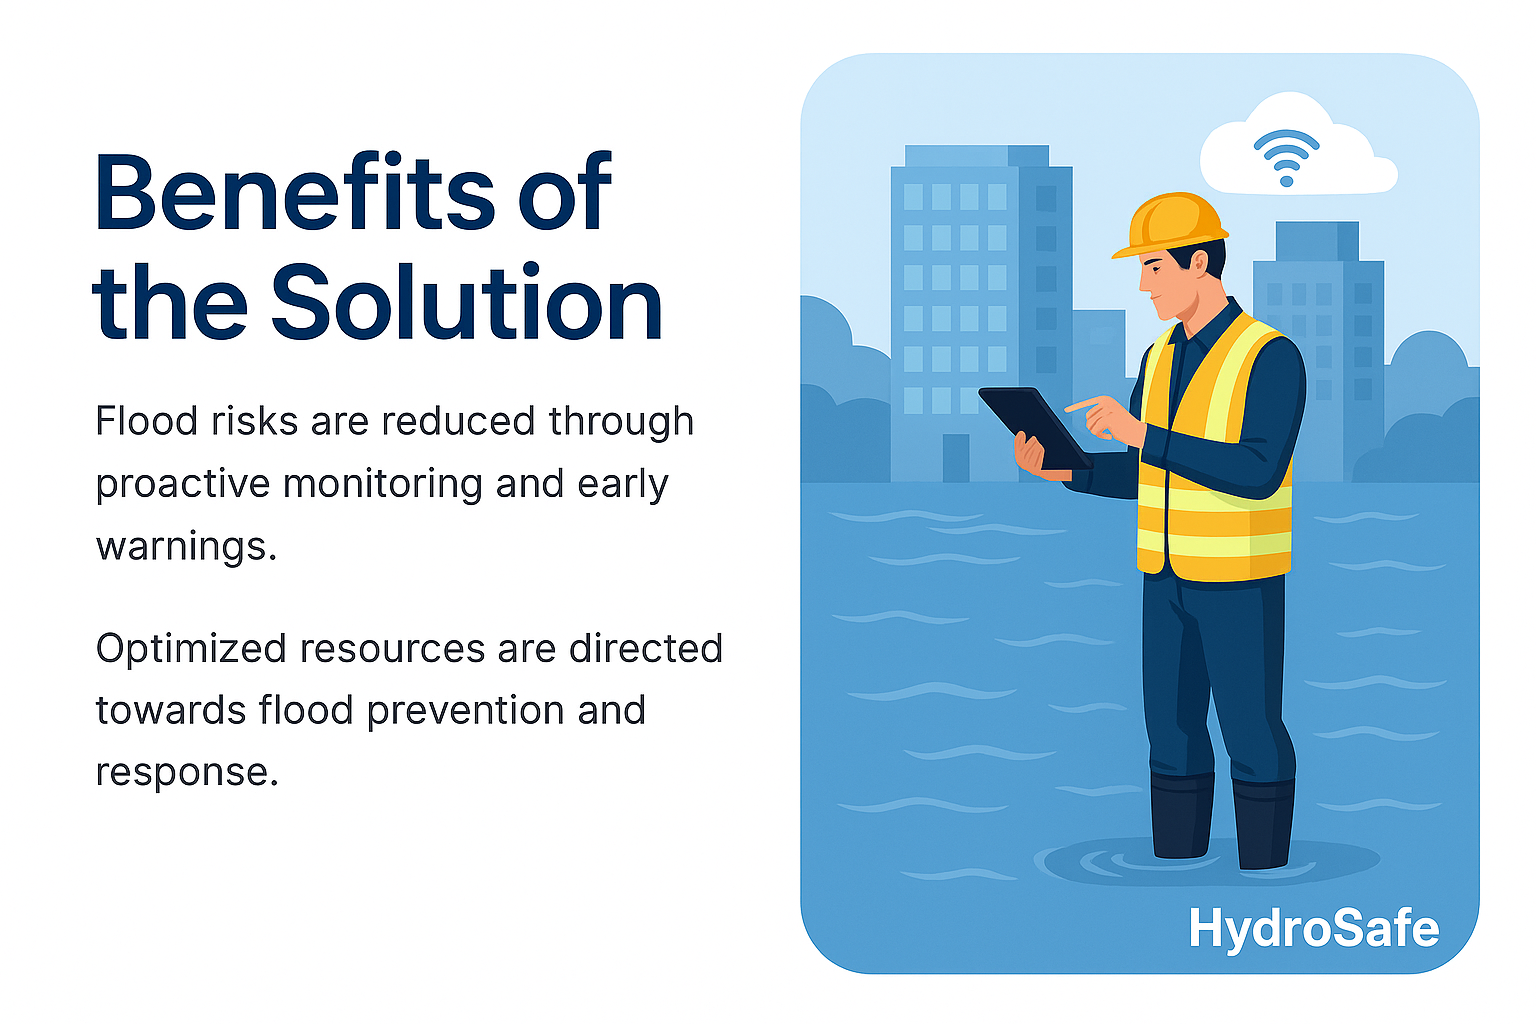 Benefits of
the Solution
Flood risks are reduced through
proactive monitoring and early
warnings.
Optimized resources are directed
towards flood prevention and
response.
HydroSafe